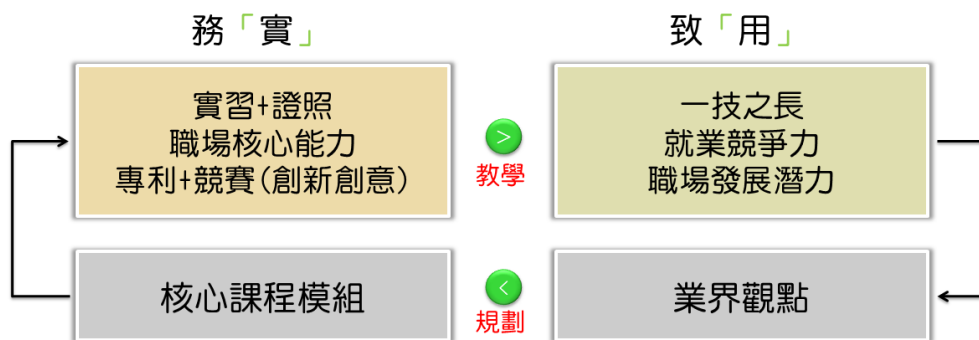 務「實」
致「用」
實習+證照
職場核心能力
專利+競賽(創新創意)
>
教學
一技之長
就業競爭力
職場發展潛力
核心課程模組
<
規劃
業界觀點